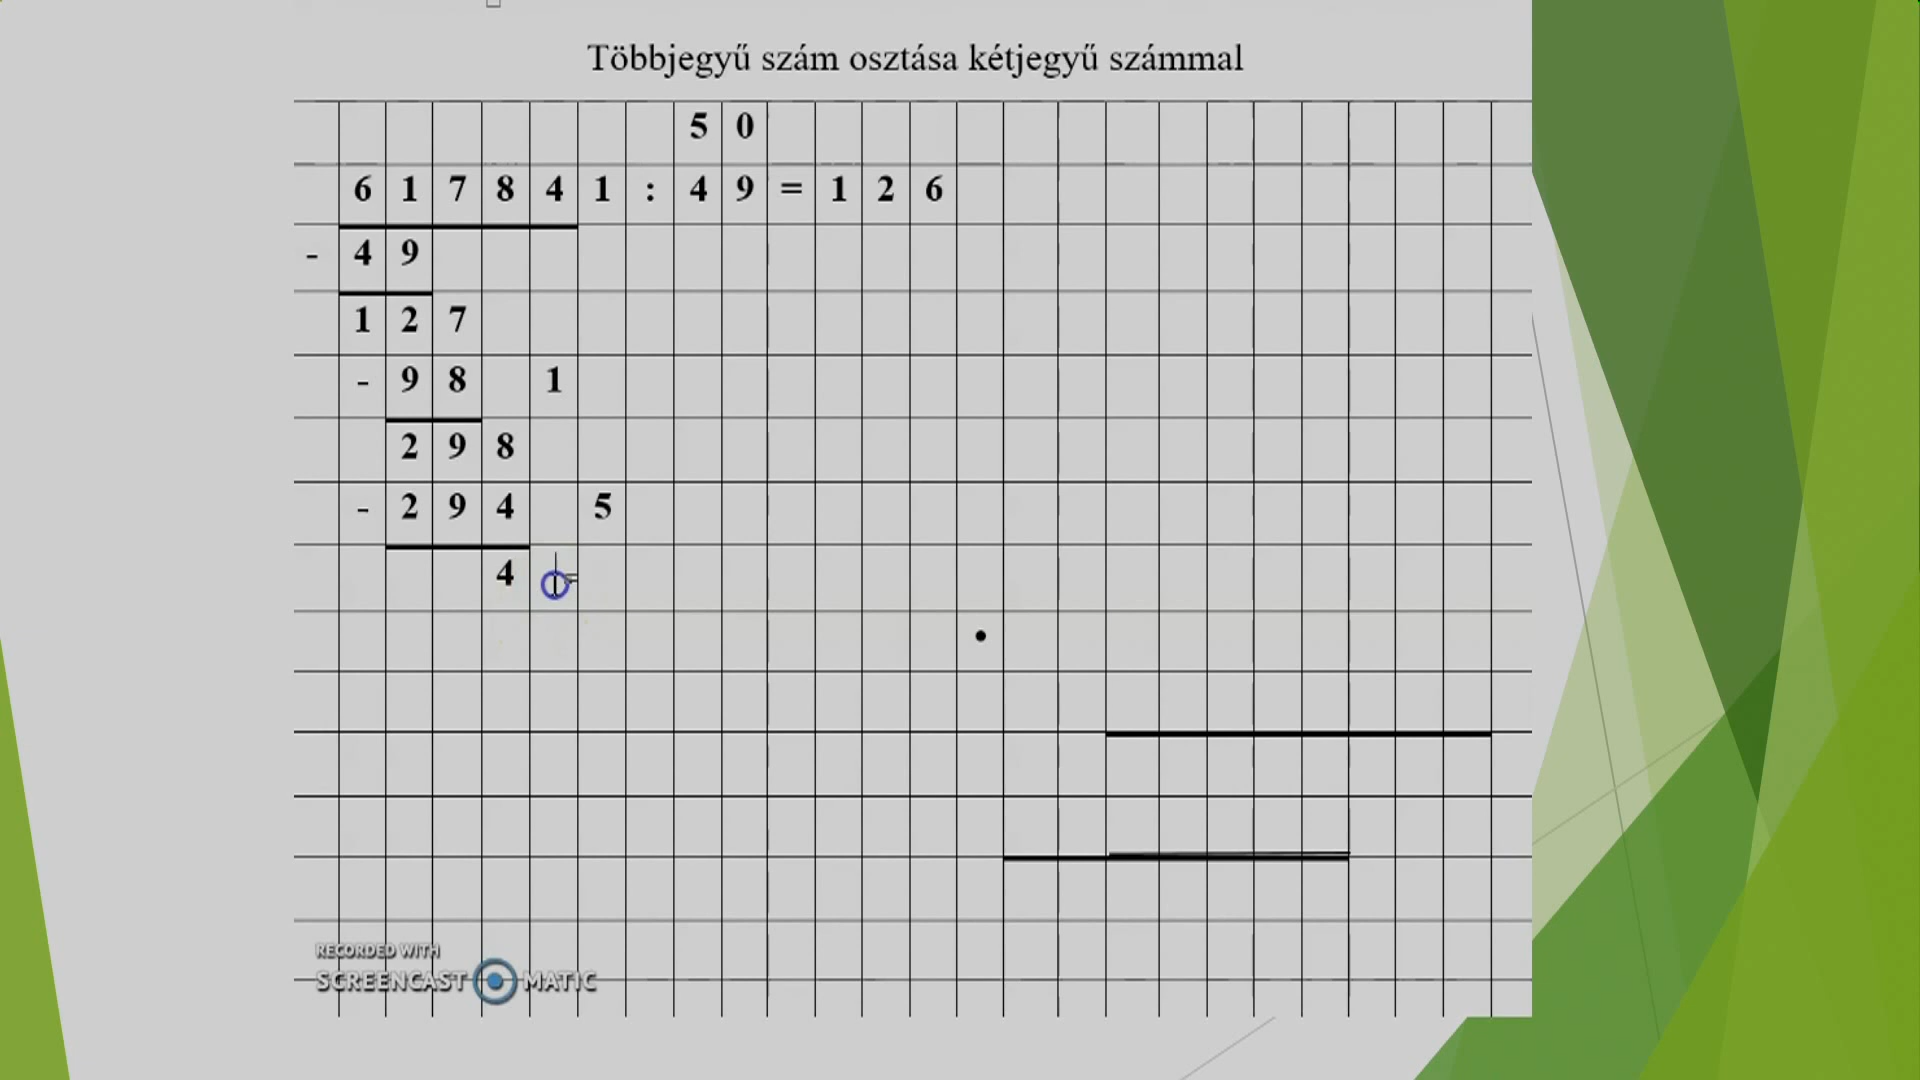 Többjegyű szám osztása kétjegyű számmal
5 0
6 1 7 8 4 1 : 4 9 = 1 2 6
- 4 9
1 2 7
- 9 8 1
2 9 8
- 2 9 4 5
4
RECORDED WITH
SCREENCAST MATIC